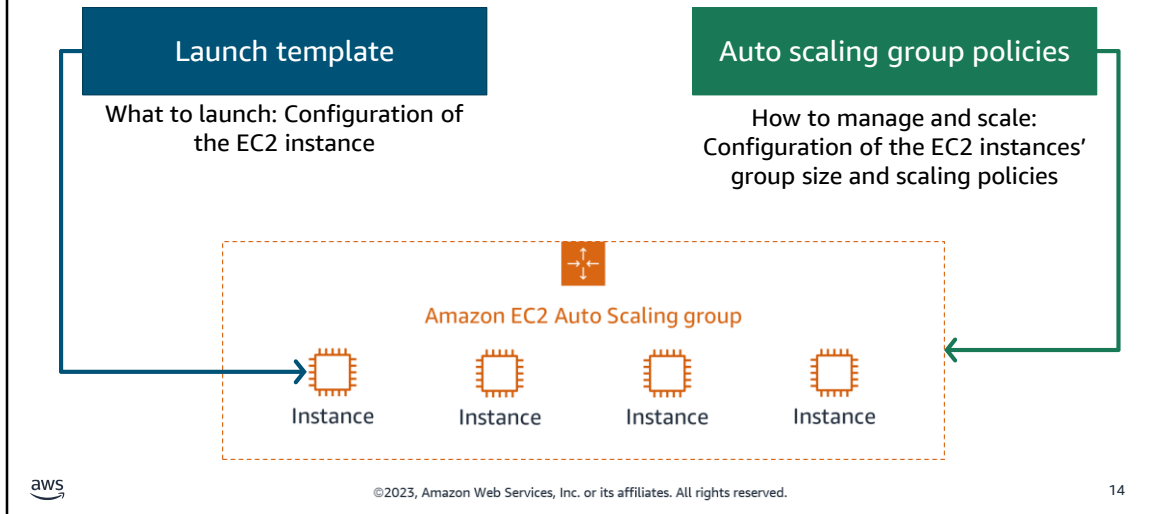 Launch template
Auto scaling group policies
What to launch: Configuration of
the EC2 instance
How to manage and scale:
Configuration of the EC2 instances’
group size and scaling policies
Amazon EC2 Auto Scaling group
Instance
Instance
Instance
Instance
aws
©2023, Amazon Web Services, Inc. or its affiliates. All rights reserved.
14